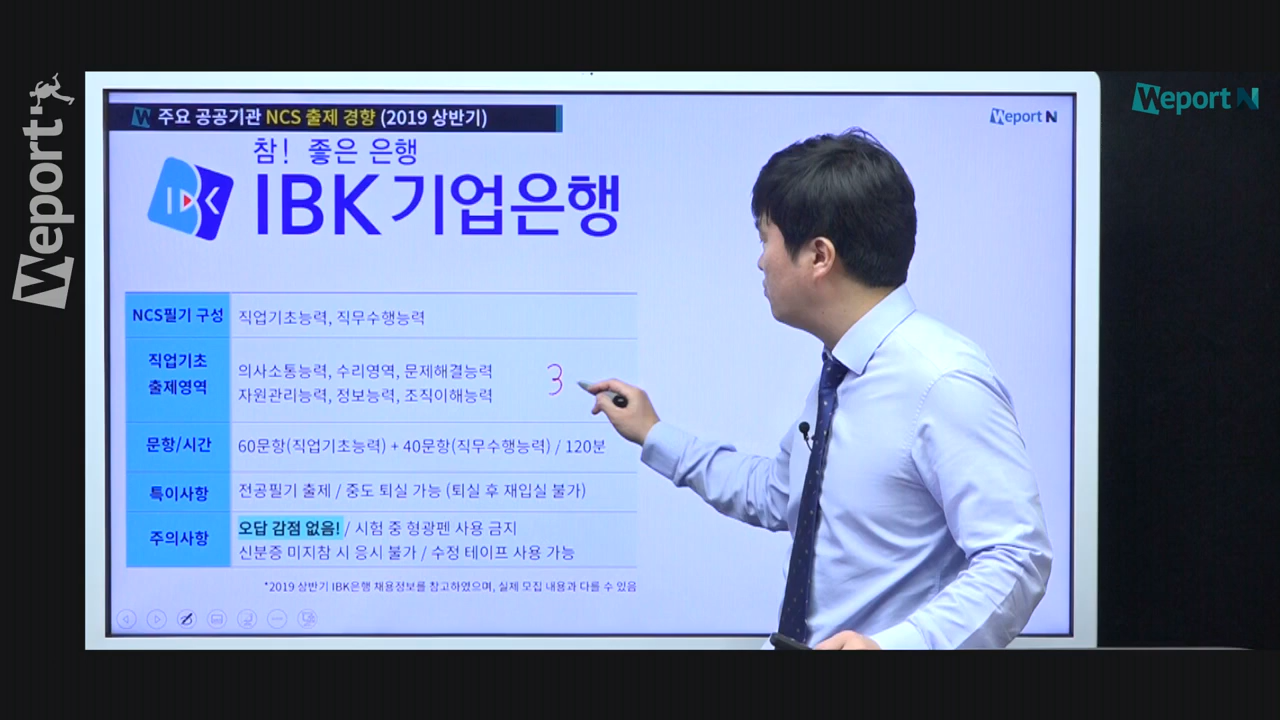 Weport
Weport N
주요 공공기관 NCS 출제 경향 (2019 상반기)
Weport N
참! 좋은 은행
IBK
IBK기업은행
NCS필기 구성
직업기초능력, 직무수행능력
직업기초
출제영역
의사소통능력, 수리영역, 문제해결능력
자원관리능력, 정보능력, 조직이해능력
3
문항/시간
60문항(직업기초능력) + 40문항(직무수행능력) / 120분
특이사항
전공필기 출제 / 중도 퇴실 가능 (퇴실 후 재입실 불가)
주의사항
오답 감점 없음! / 시험 중 형광펜 사용 금지
신분증 미지참 시 응시 불가 / 수정 테이프 사용 가능
*2019 상반기 IBK은행 채용정보를 참고하였으며, 실제 모집 내용과 다를 수 있음